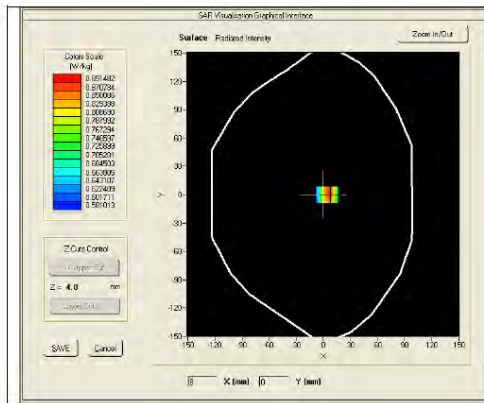 SAR Visualisation Graphical Interface
Surface Radiated Intensity
Zoom In/Out
Colors Scale
[W/kg]
0.891482
0.870784
0.850086
0.829388
0.808690
0.787992
0.767294
0.746597
0.725899
0.705201
0.684503
0.663805
0.643107
0.622409
0.601711
0.581013
150
120
90
60
30
0
-30
-60
-90
-120
-150
Y
-150 -120 -90 -60 -30 0 30 60 90 120 150
X
Z Cuts Control
Upper Cut
Z = 4.0 mm
Lower Cut
SAVE Cancel
8 X (mm) 0 Y (mm)